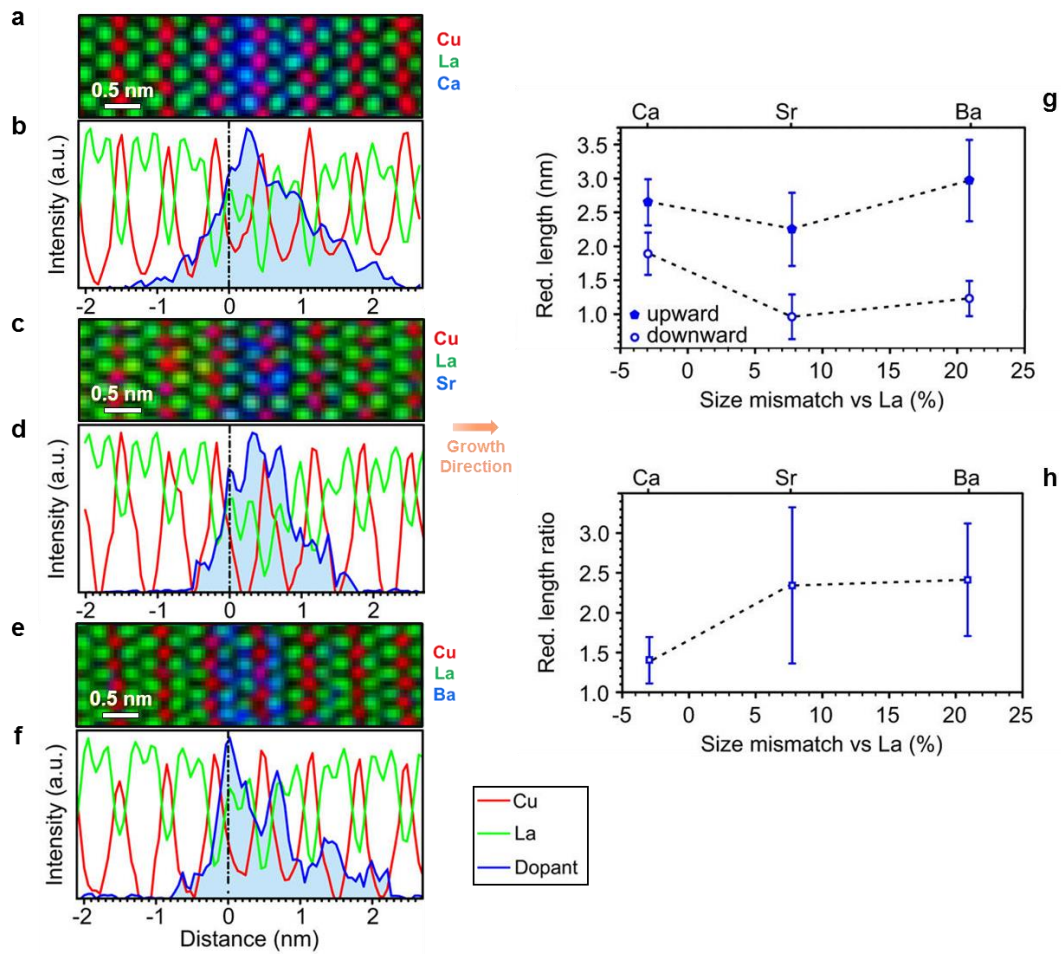 a
Cu
La
Ca
0.5 nm
b
Intensity (a.u.)
-2 -1 0 1 2
c
Cu
La
Sr
0.5 nm
d
Intensity (a.u.)
-2 -1 0 1 2
e
Cu
La
Ba
0.5 nm
f
Intensity (a.u.)
-2 -1 0 1 2
Distance (nm)
Growth
Direction
g
Ca Sr Ba
Red. length (nm)
3.5
3.0
2.5
2.0
1.5
1.0
upward
downward
-5 0 5 10 15 20 25
Size mismatch vs La (%)
h
Ca Sr Ba
Red. length ratio
3.0
2.5
2.0
1.5
1.0
-5 0 5 10 15 20 25
Size mismatch vs La (%)
Cu
La
Dopant